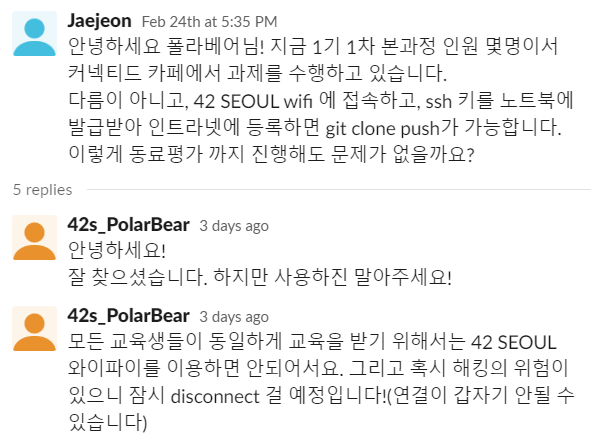 Jaejeon Feb 24th at 5:35 PM
안녕하세요 폴라베어님! 지금 1기 1차 본과정 인원 몇명이서
커넥티드 카페에서 과제를 수행하고 있습니다.
다름이 아니고, 42 SEOUL wifi 에 접속하고, ssh 키를 노트북에
발급받아 인트라넷에 등록하면 git clone push가 가능합니다.
이렇게 동료평가 까지 진행해도 문제가 없을까요?
5 replies
42s_PolarBear 3 days ago
안녕하세요!
잘 찾으셨습니다. 하지만 사용하진 말아주세요!
42s_PolarBear 3 days ago
모든 교육생들이 동일하게 교육을 받기 위해서는 42 SEOUL
와이파이를 이용하면 안되어서요. 그리고 혹시 해킹의 위험이
있으니 잠시 disconnect 걸 예정입니다!(연결이 갑자기 안될 수
있습니다)